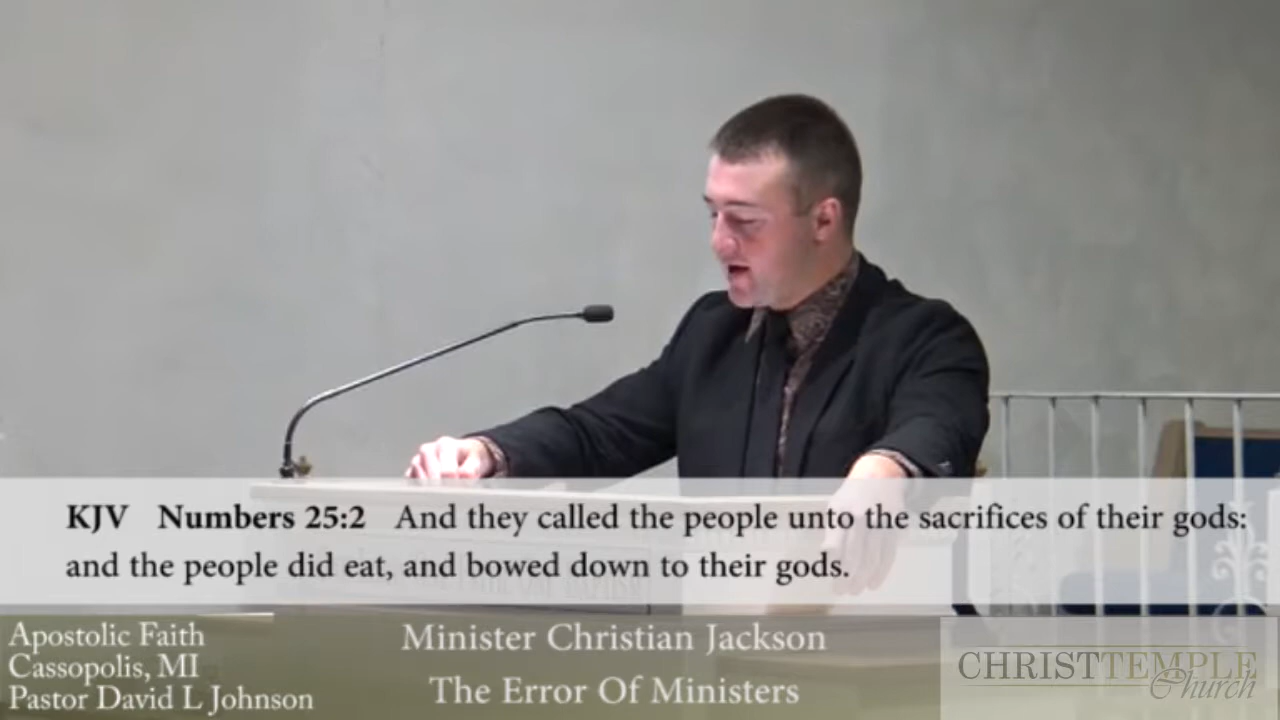 KJV Numbers 25:2 And they called the people unto the sacrifices of their gods:
and the people did eat, and bowed down to their gods.
Apostolic Faith
Cassopolis, MI
Pastor David L Johnson
Minister Christian Jackson
The Error Of Ministers
CHRISTTEMPLE
Church